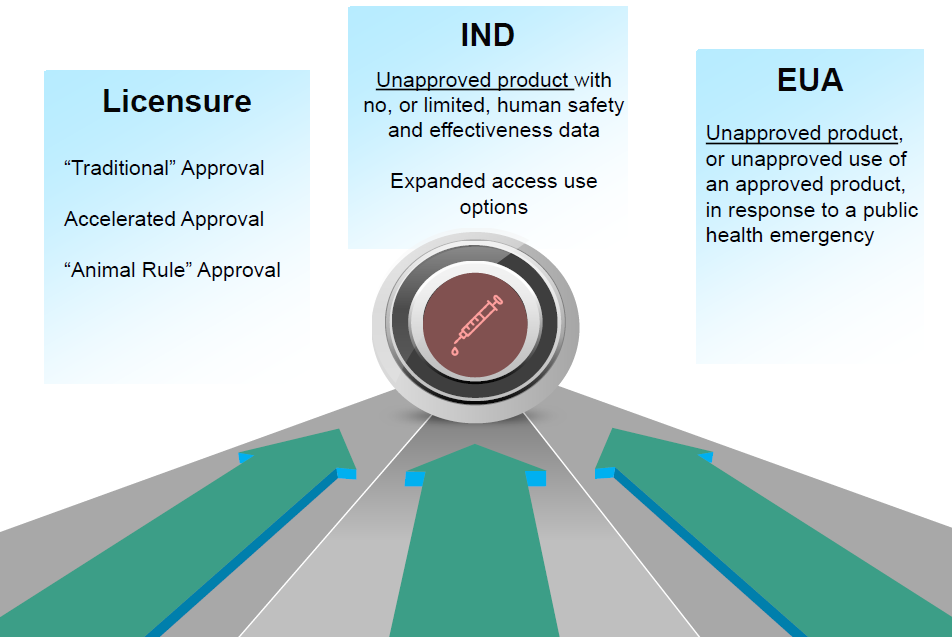 Licensure
“Traditional” Approval
Accelerated Approval
“Animal Rule” Approval
IND
Unapproved product with
no, or limited, human safety
and effectiveness data
Expanded access use
options
EUA
Unapproved product,
or unapproved use of
an approved product,
in response to a public
health emergency